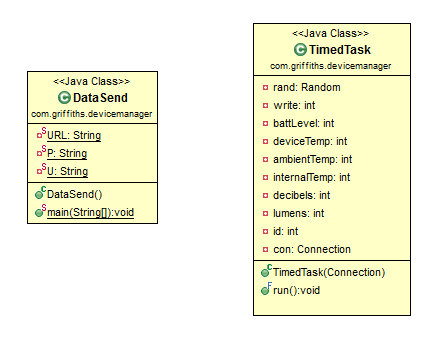 <<Java Class>>
DataSend
com.griffiths.devicemanager
URL: String
P: String
U: String
DataSend()
main(String[]):void
<<Java Class>>
TimedTask
com.griffiths.devicemanager
rand: Random
write: int
battLevel: int
deviceTemp: int
ambientTemp: int
internalTemp: int
decibels: int
lumens: int
id: int
con: Connection
TimedTask(Connection)
run():void